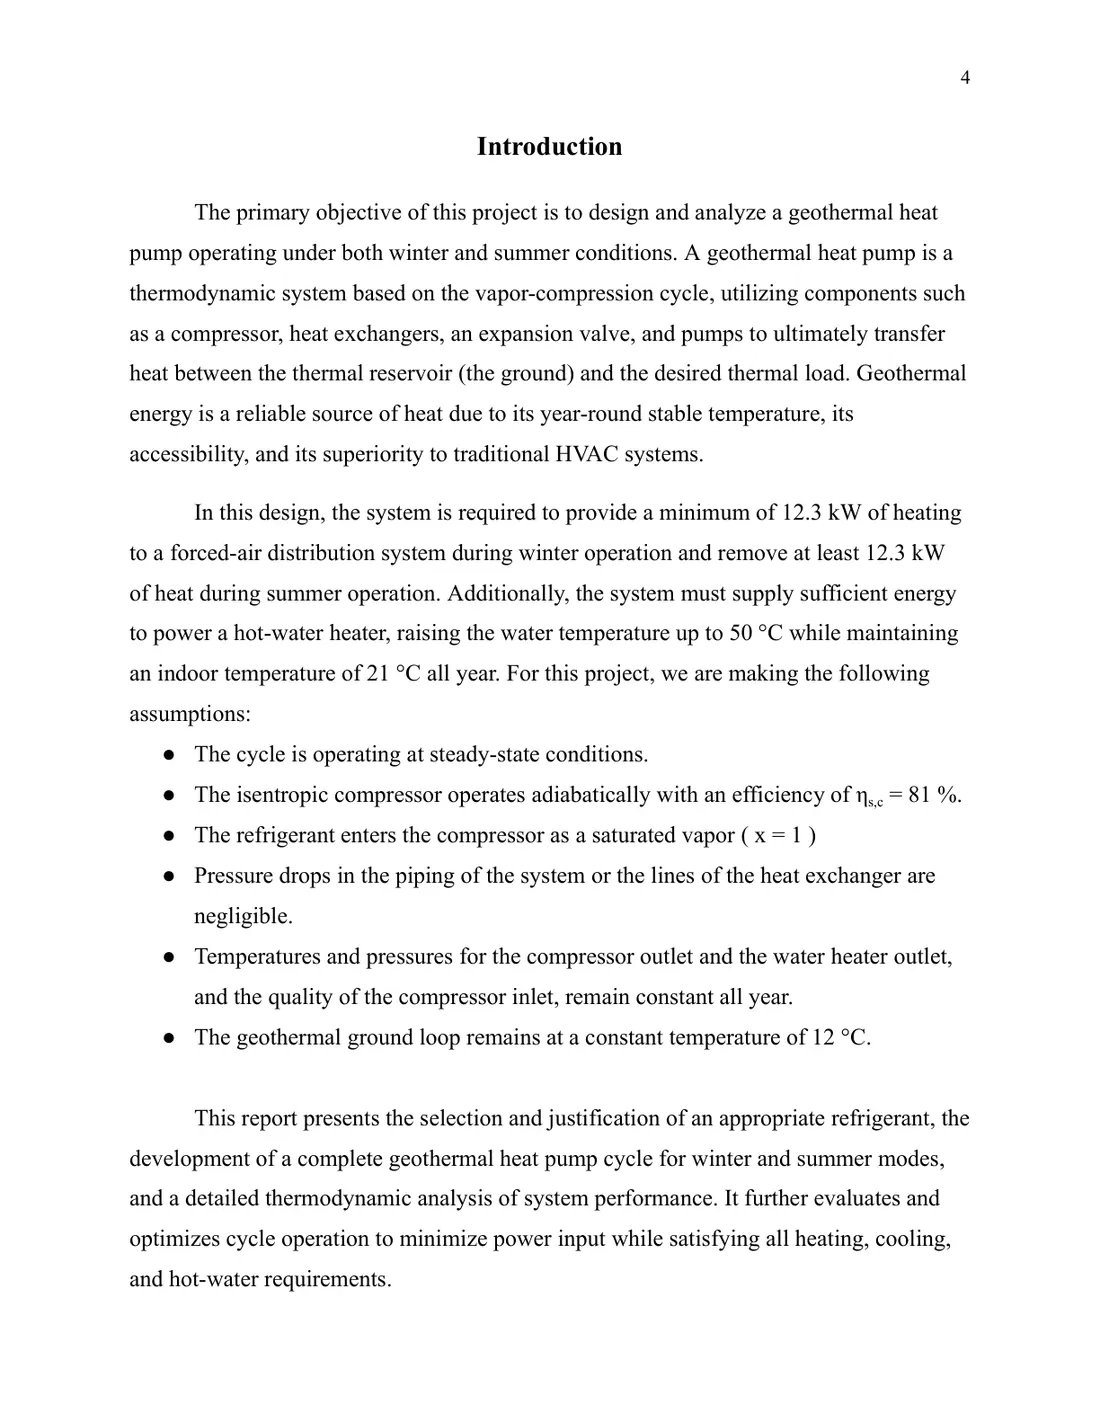 4
Introduction
The primary objective of this project is to design and analyze a geothermal heat
pump operating under both winter and summer conditions. A geothermal heat pump is a
thermodynamic system based on the vapor-compression cycle, utilizing components such
as a compressor, heat exchangers, an expansion valve, and pumps to ultimately transfer
heat between the thermal reservoir (the ground) and the desired thermal load. Geothermal
energy is a reliable source of heat due to its year-round stable temperature, its
accessibility, and its superiority to traditional HVAC systems.
In this design, the system is required to provide a minimum of 12.3 kW of heating
to a forced-air distribution system during winter operation and remove at least 12.3 kW
of heat during summer operation. Additionally, the system must supply sufficient energy
to power a hot-water heater, raising the water temperature up to 50 °C while maintaining
an indoor temperature of 21 °C all year. For this project, we are making the following
assumptions:
● The cycle is operating at steady-state conditions.
● The isentropic compressor operates adiabatically with an efficiency of ηs,c = 81 %.
● The refrigerant enters the compressor as a saturated vapor ( x = 1 )
● Pressure drops in the piping of the system or the lines of the heat exchanger are
negligible.
● Temperatures and pressures for the compressor outlet and the water heater outlet,
and the quality of the compressor inlet, remain constant all year.
● The geothermal ground loop remains at a constant temperature of 12 °C.
This report presents the selection and justification of an appropriate refrigerant, the
development of a complete geothermal heat pump cycle for winter and summer modes,
and a detailed thermodynamic analysis of system performance. It further evaluates and
optimizes cycle operation to minimize power input while satisfying all heating, cooling,
and hot-water requirements.